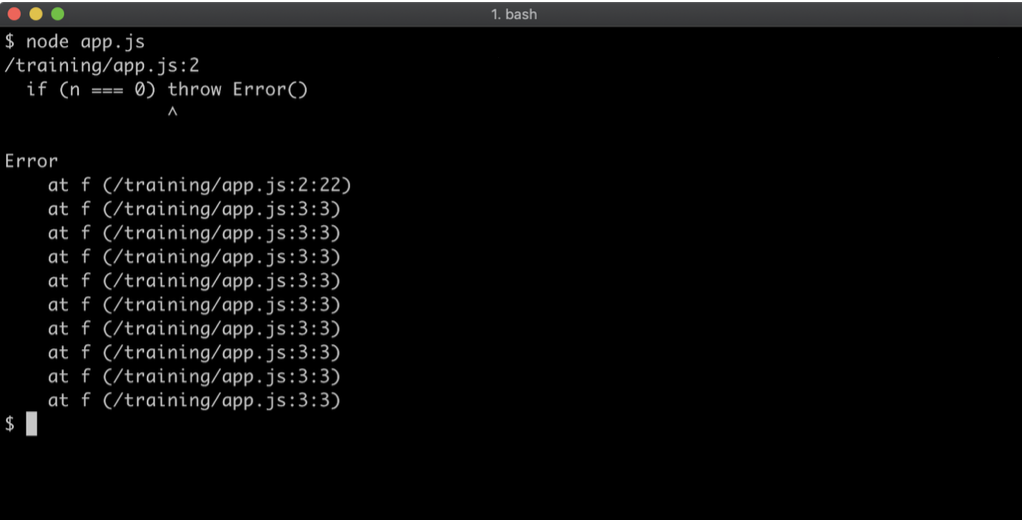 1. bash
$ node app.js
/training/app.js:2
  if (n === 0) throw Error()
               ^
Error
    at f (/training/app.js:2:22)
    at f (/training/app.js:3:3)
    at f (/training/app.js:3:3)
    at f (/training/app.js:3:3)
    at f (/training/app.js:3:3)
    at f (/training/app.js:3:3)
    at f (/training/app.js:3:3)
    at f (/training/app.js:3:3)
    at f (/training/app.js:3:3)
    at f (/training/app.js:3:3)
$